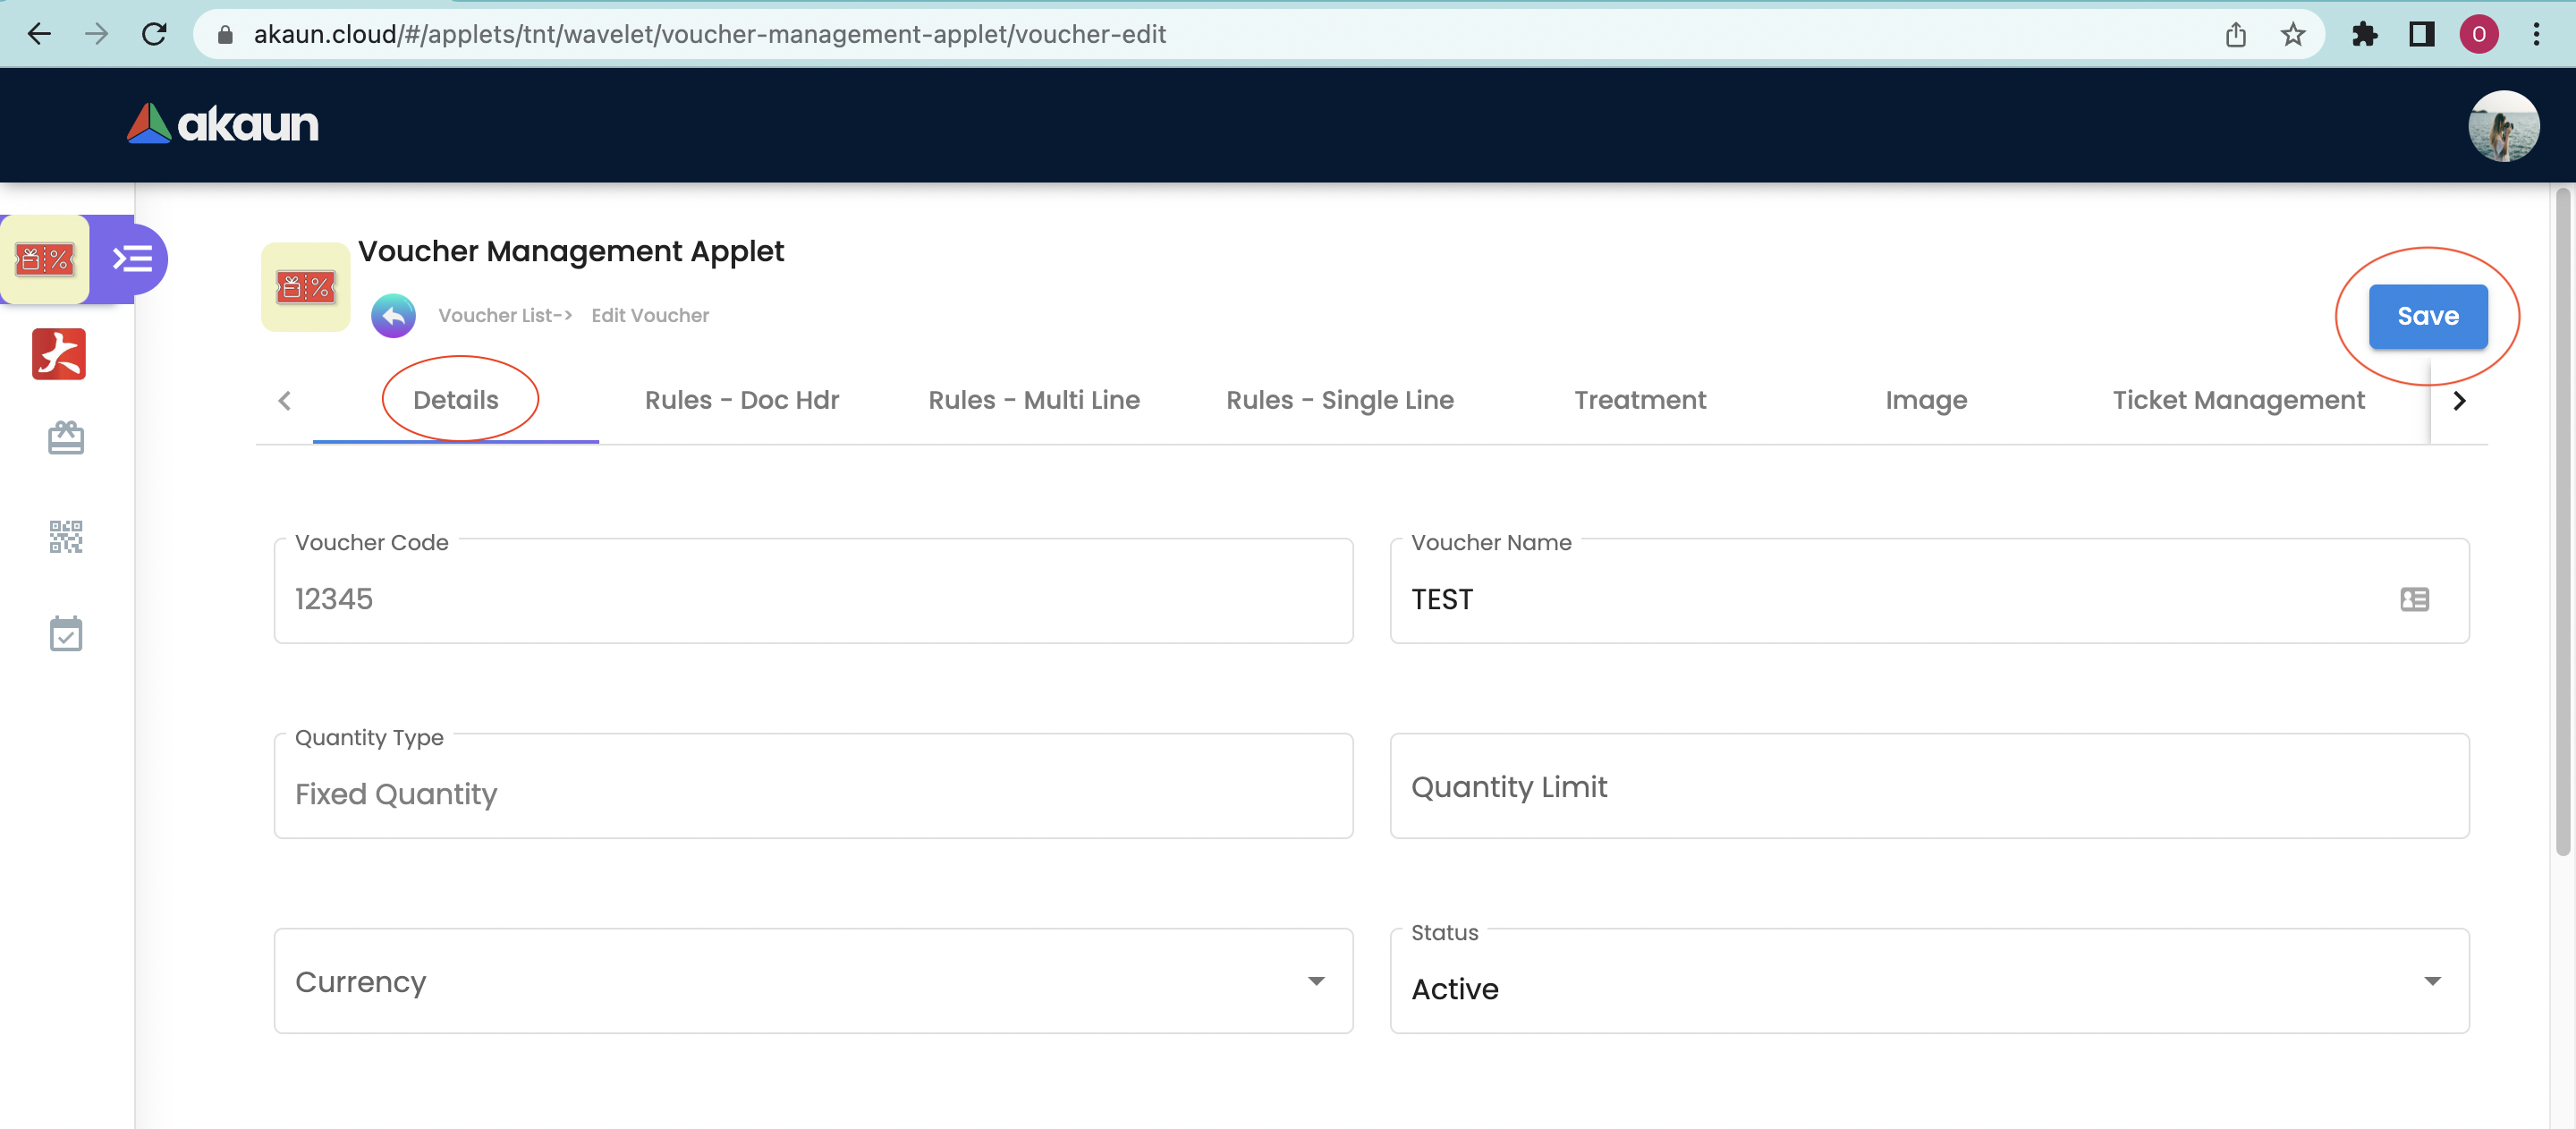 akaun.cloud/#/applets/tnt/wavelet/voucher-management-applet/voucher-edit
O
akaun
Voucher Management Applet
Voucher List-> Edit Voucher
Save
Details Rules - Doc Hdr Rules - Multi Line Rules - Single Line Treatment Image Ticket Management
Voucher Code
12345
Voucher Name
TEST
Quantity Type
Fixed Quantity
Quantity Limit
Currency
Status
Active